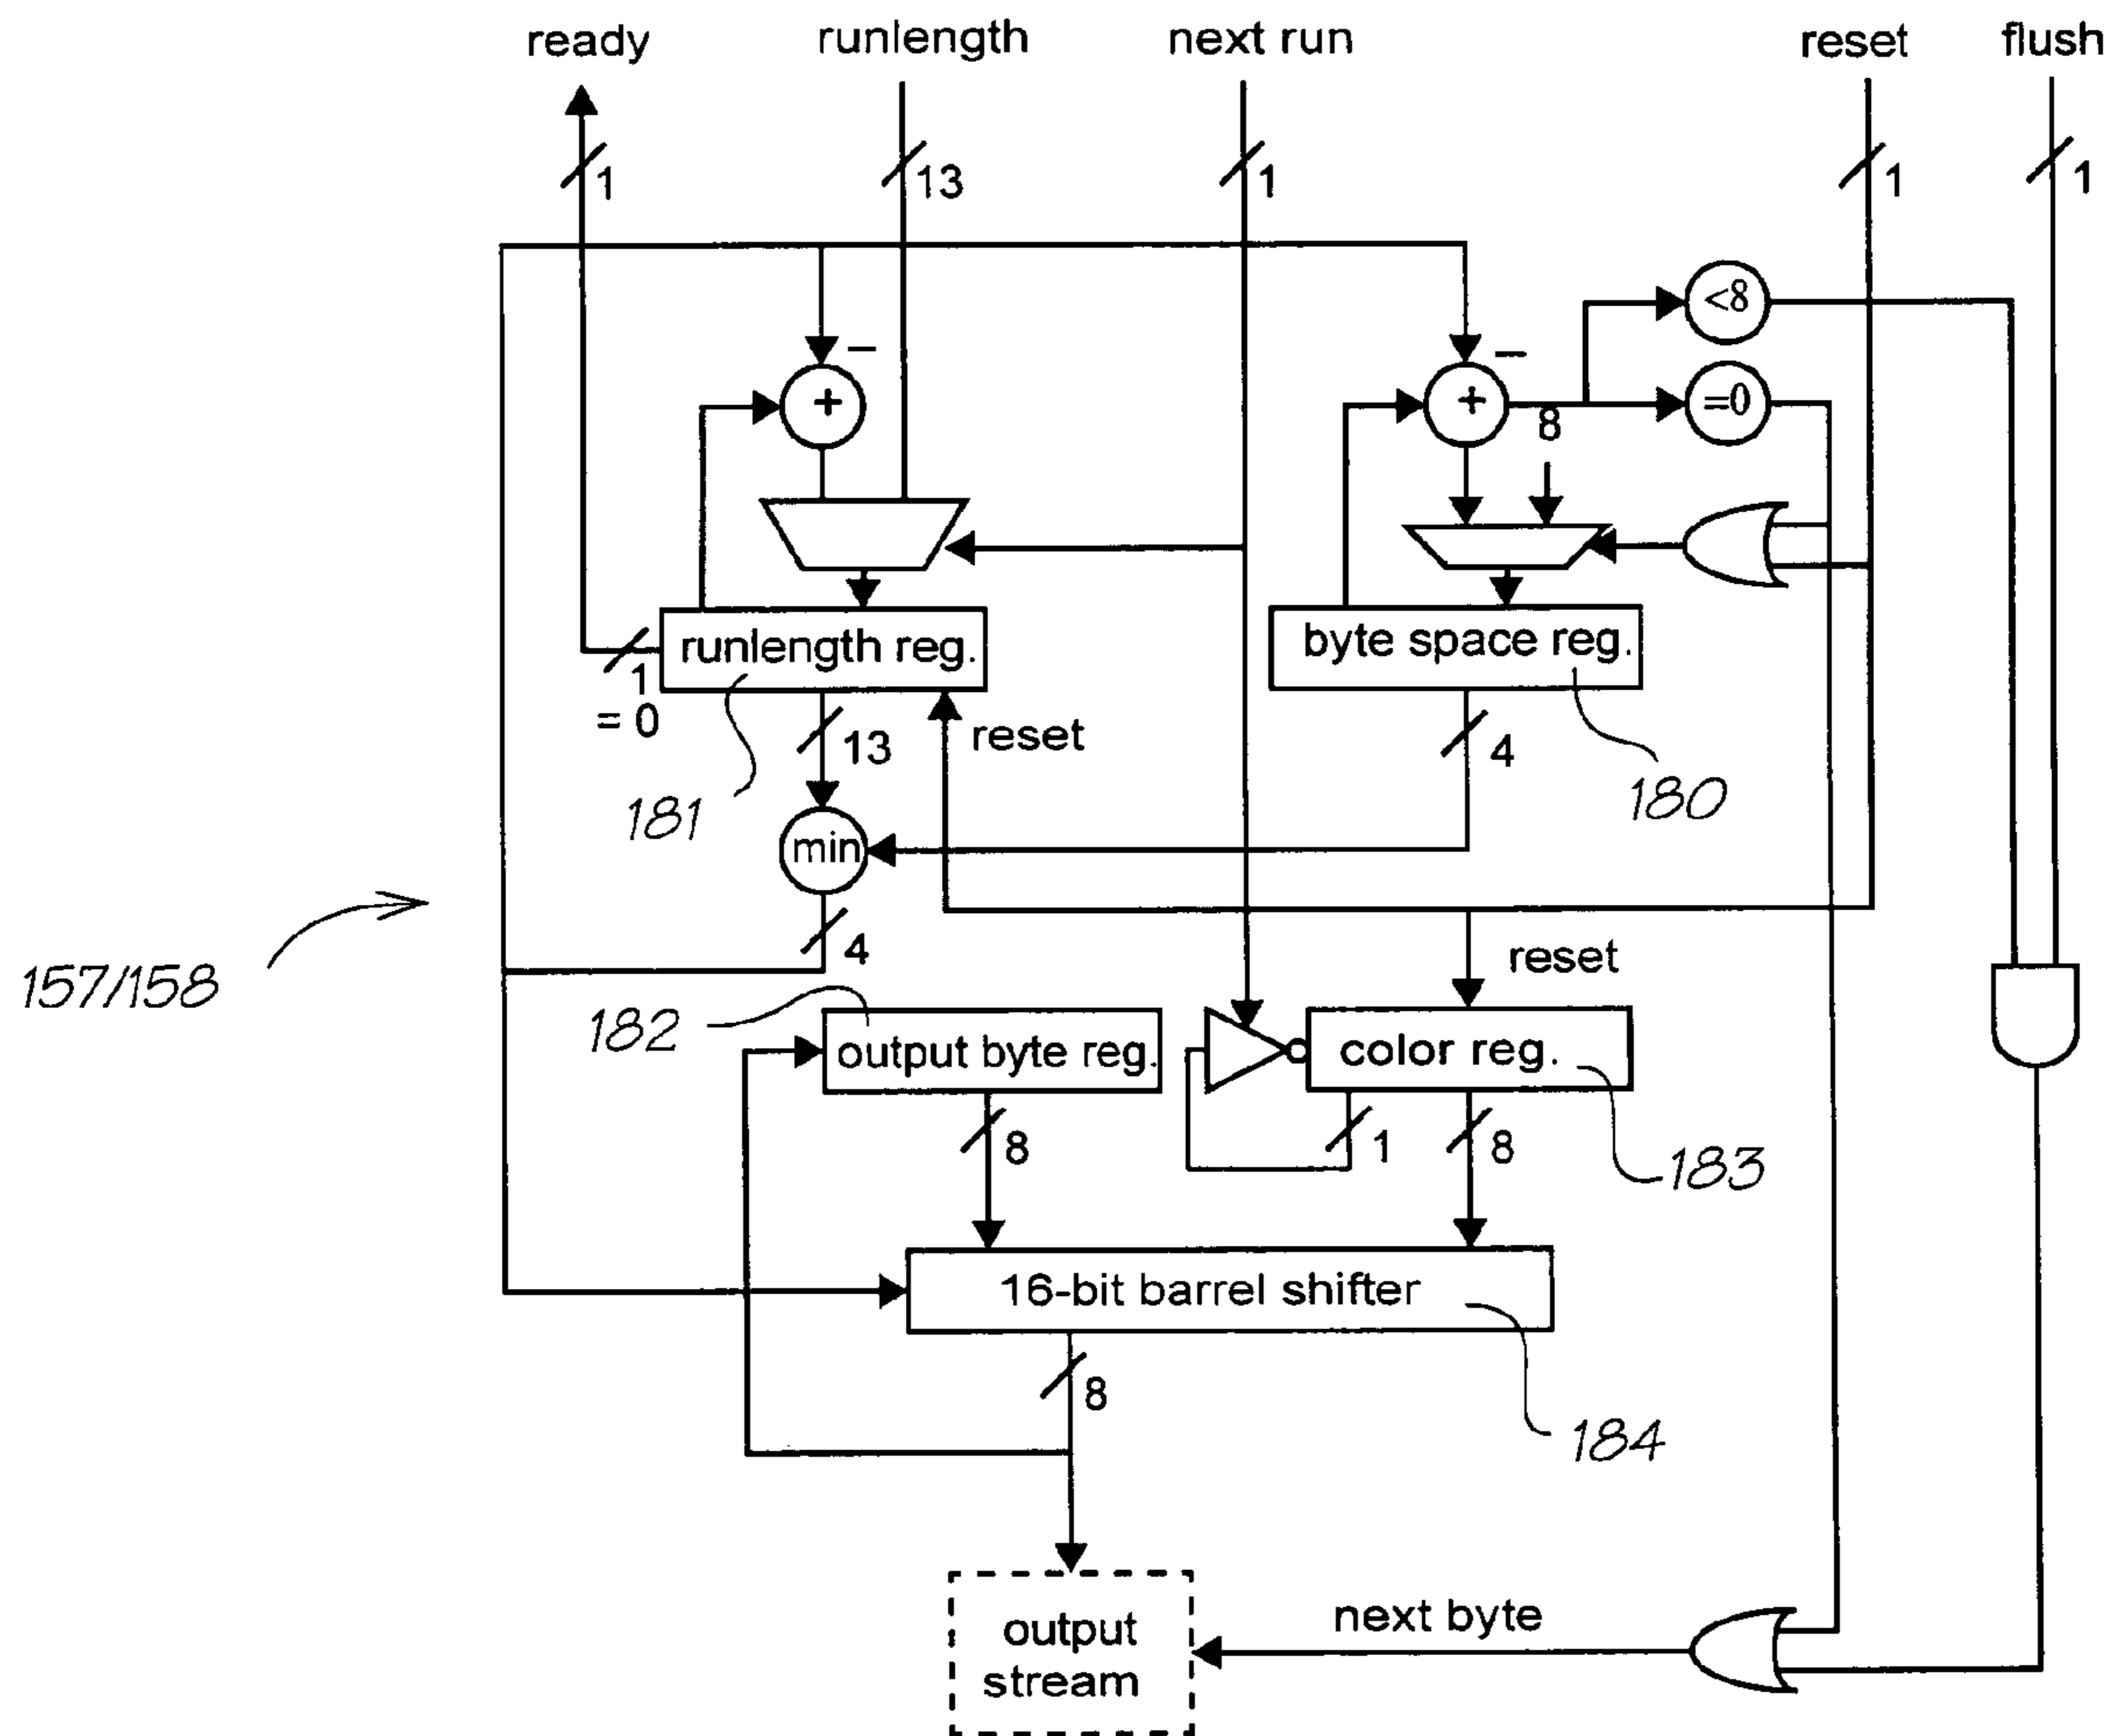 ready runlength next run reset flush
1 13 1 1 1
− − <8
+ + =0
8
runlength reg. byte space reg.
1
= 0 13 reset 4
181 180
min
4
reset
157/158
182
output byte reg. color reg.
8 1 8
183
16-bit barrel shifter
8
184
next byte
output
stream